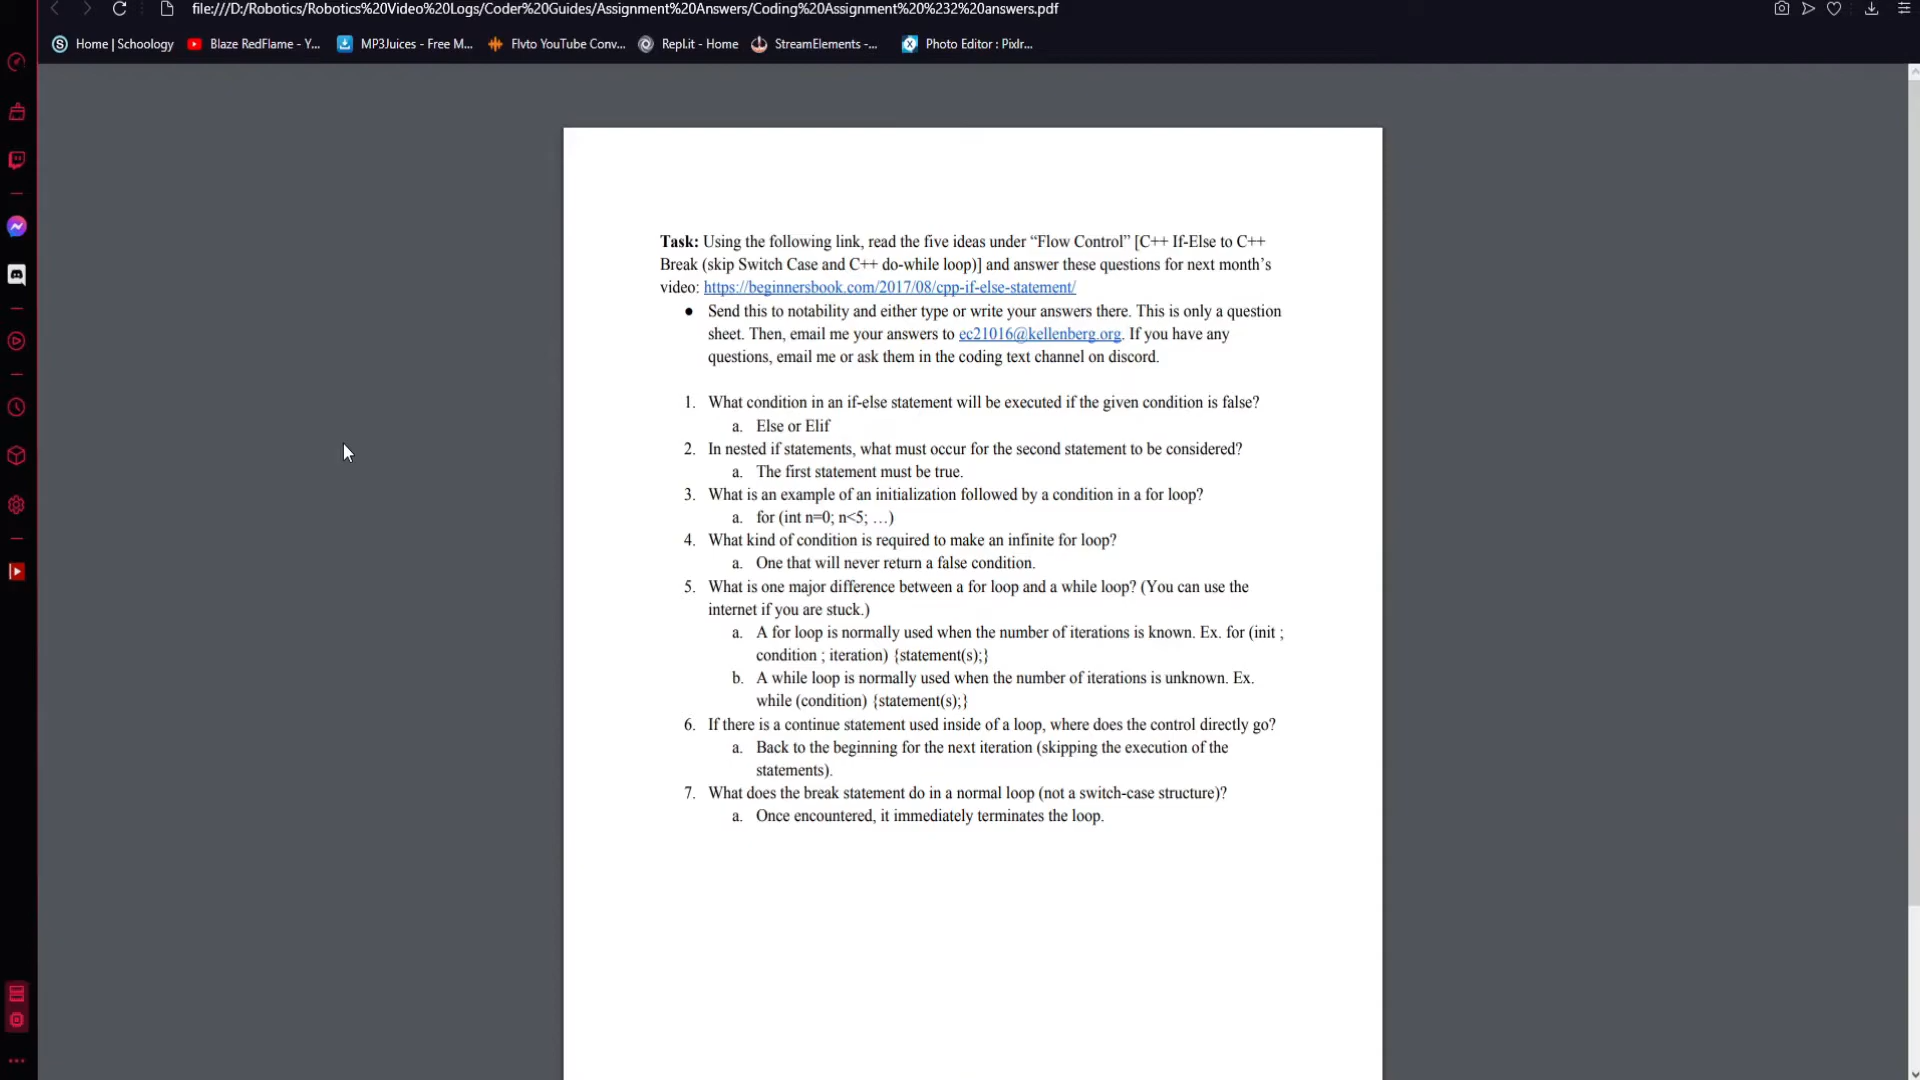 file:///D:/Robotics/Robotics%20Video%20Logs/Coder%20Guides/Assignment%20Answers/Coding%20Assignment%20%232%20answers.pdf
Home | Schoology Blaze RedFlame - Y... MP3Juices - Free M... Flvto YouTube Conv... Repl.it - Home StreamElements -... Photo Editor : Pixlr...
Task: Using the following link, read the five ideas under “Flow Control” [C++ If-Else to C++
Break (skip Switch Case and C++ do-while loop)] and answer these questions for next month’s
video: https://beginnersbook.com/2017/08/cpp-if-else-statement/
● Send this to notability and either type or write your answers there. This is only a question
sheet. Then, email me your answers to ec21016@kellenberg.org. If you have any
questions, email me or ask them in the coding text channel on discord.
1. What condition in an if-else statement will be executed if the given condition is false?
a. Else or Elif
2. In nested if statements, what must occur for the second statement to be considered?
a. The first statement must be true.
3. What is an example of an initialization followed by a condition in a for loop?
a. for (int n=0; n<5; …)
4. What kind of condition is required to make an infinite for loop?
a. One that will never return a false condition.
5. What is one major difference between a for loop and a while loop? (You can use the
internet if you are stuck.)
a. A for loop is normally used when the number of iterations is known. Ex. for (init ;
condition ; iteration) {statement(s);}
b. A while loop is normally used when the number of iterations is unknown. Ex.
while (condition) {statement(s);}
6. If there is a continue statement used inside of a loop, where does the control directly go?
a. Back to the beginning for the next iteration (skipping the execution of the
statements).
7. What does the break statement do in a normal loop (not a switch-case structure)?
a. Once encountered, it immediately terminates the loop.